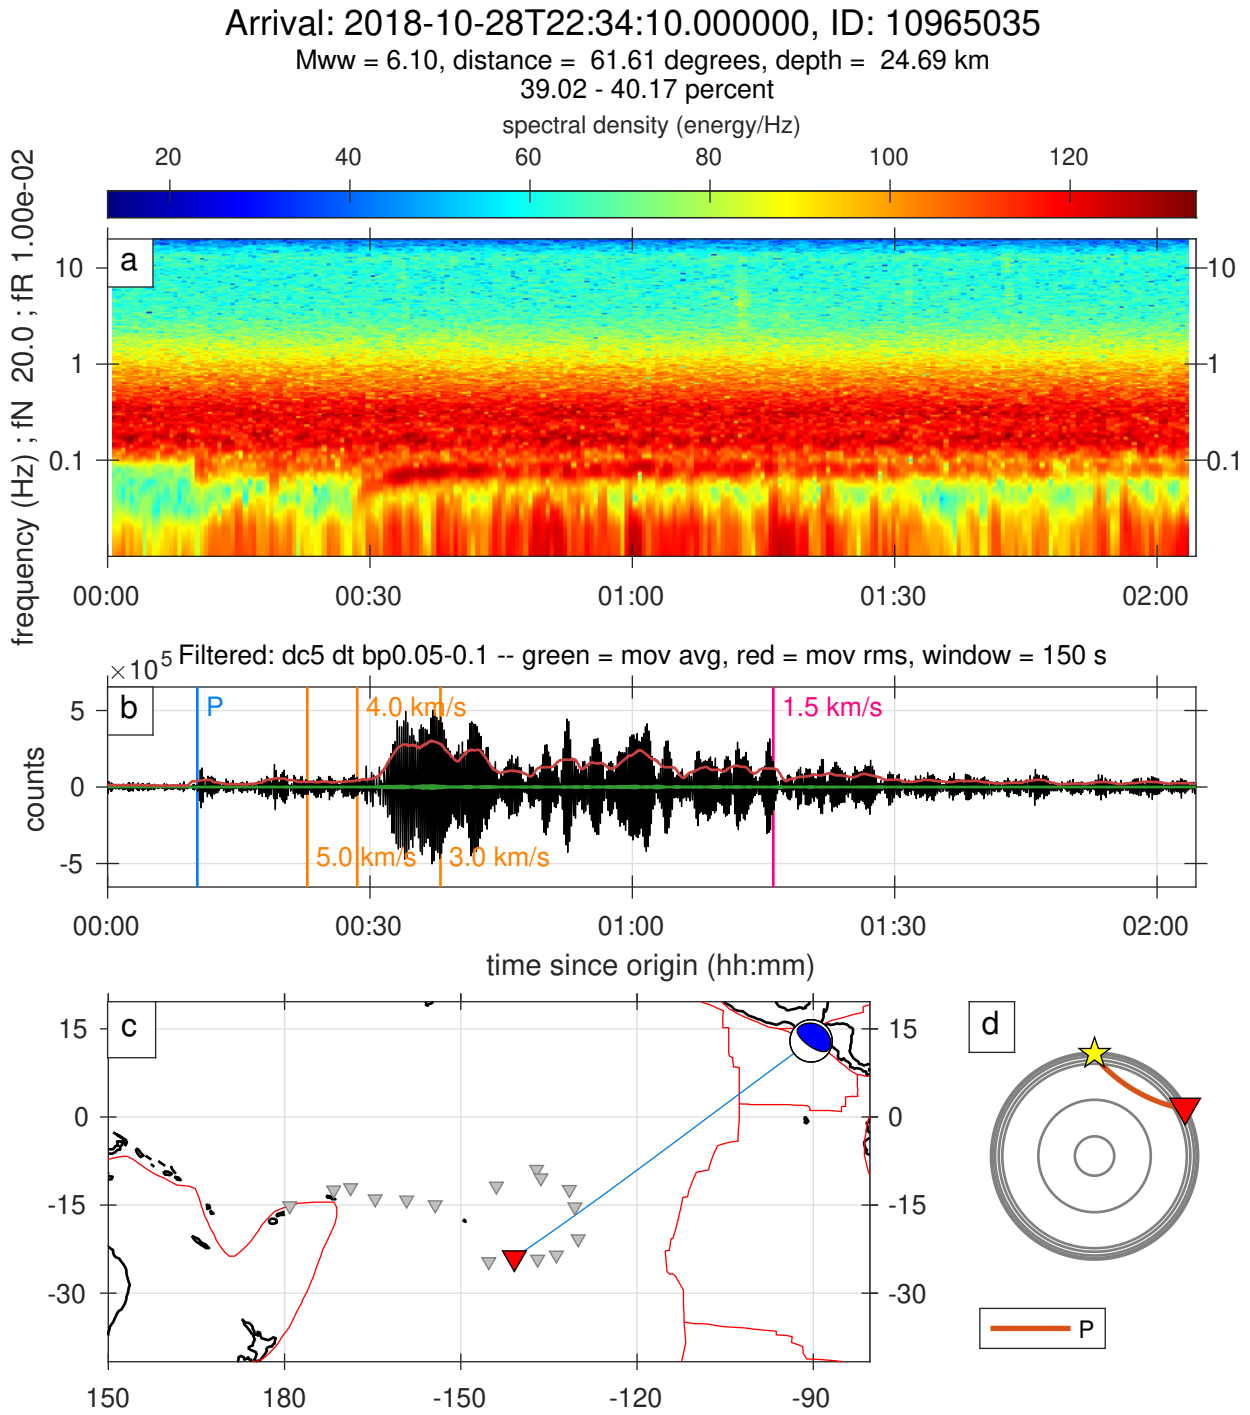 Arrival: 2018-10-28T22:34:10.000000, ID: 10965035
Mww = 6.10, distance = 61.61 degrees, depth = 24.69 km
39.02 - 40.17 percent
spectral density (energy/Hz)
20 40 60 80 100 120
frequency (Hz) ; fN 20.0 ; fR 1.00e-02
a
10 10
1 1
0.1 0.1
00:00 00:30 01:00 01:30 02:00
×10^5 Filtered: dc5 dt bp0.05-0.1 -- green = mov avg, red = mov rms, window = 150 s
counts
b
P 4.0 km/s 1.5 km/s
5
0
-5
5.0 km/s 3.0 km/s
00:00 00:30 01:00 01:30 02:00
time since origin (hh:mm)
c
d
15 15
0 0
-15 -15
-30 -30
150 180 -150 -120 -90
P